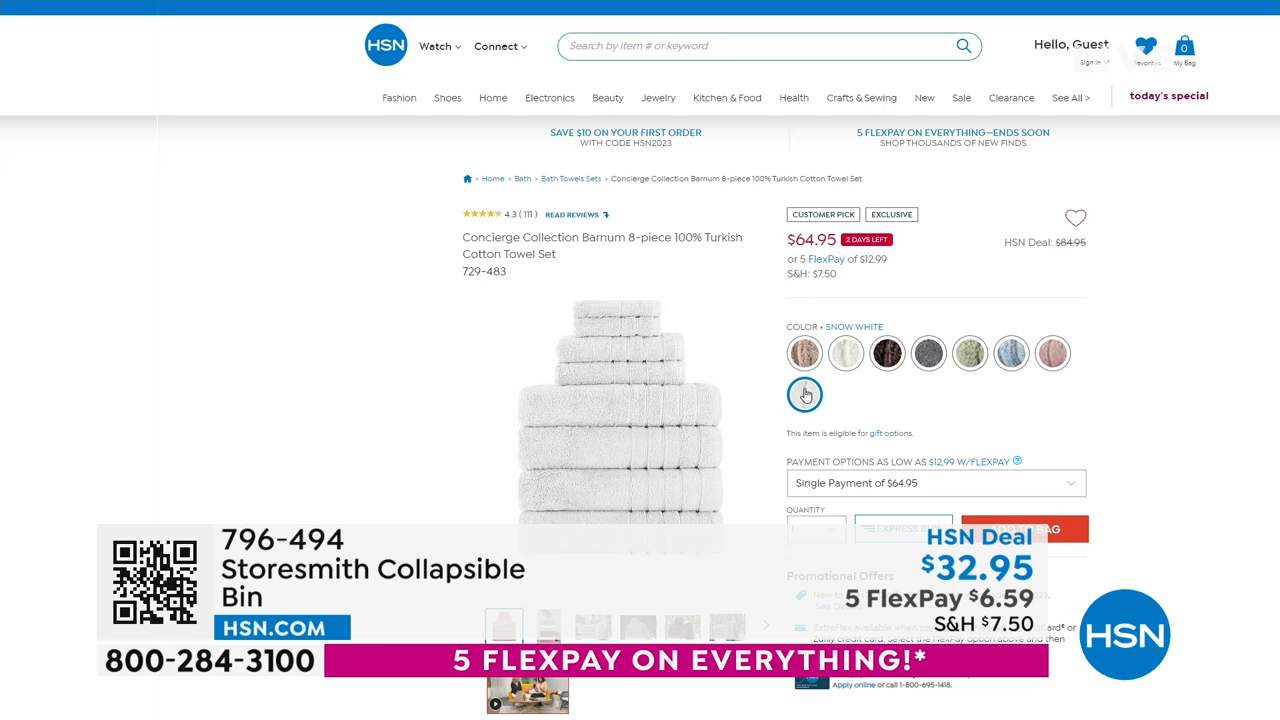 HSN
Watch
Connect
Search by item # or keyword
Hello, Guest
Sign In
Favorites
0
My Bag
Fashion
Shoes
Home
Electronics
Beauty
Jewelry
Kitchen & Food
Health
Crafts & Sewing
New
Sale
Clearance
See All >
today's special
SAVE $10 ON YOUR FIRST ORDER
WITH CODE HSN2023
5 FLEXPAY ON EVERYTHING—ENDS SOON
SHOP THOUSANDS OF NEW FINDS
> Home > Bath > Bath Towels Sets > Concierge Collection Barnum 8-piece 100% Turkish Cotton Towel Set
4.3 ( 111 ) READ REVIEWS
Concierge Collection Barnum 8-piece 100% Turkish
Cotton Towel Set
729-483
CUSTOMER PICK
EXCLUSIVE
$64.95 2 DAYS LEFT
HSN Deal: $84.95
or 5 FlexPay of $12.99
S&H: $7.50
COLOR • SNOW WHITE
This item is eligible for gift options.
PAYMENT OPTIONS AS LOW AS $12.99 W/FLEXPAY
Single Payment of $64.95
QUANTITY
EXPRESS
BAG
Promotional Offers
796-494
Storesmith Collapsible
Bin
HSN.COM
HSN Deal
$32.95
5 FlexPay $6.59
S&H $7.50
800-284-3100
5 FLEXPAY ON EVERYTHING!*
HSN
Apply online or call 1-800-695-1418.